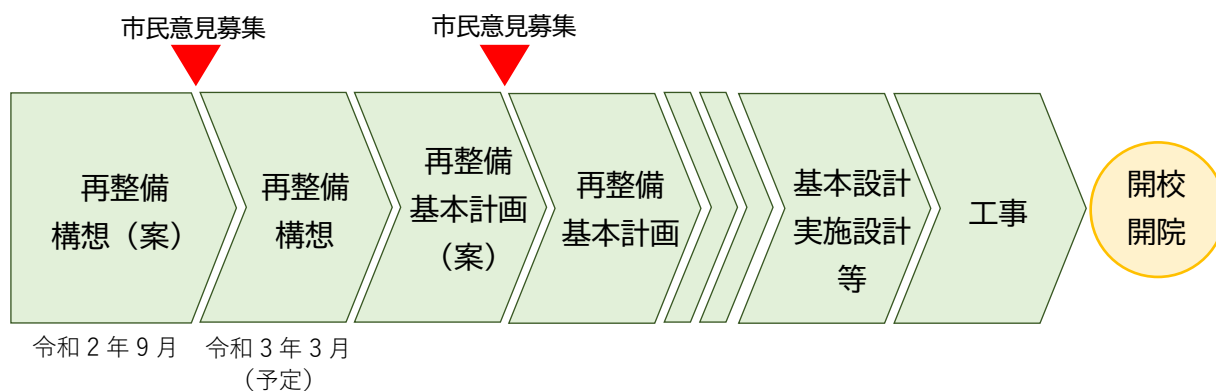 市民意見募集
市民意見募集
再整備
構想（案）
再整備
構想
再整備
基本計画
（案）
再整備
基本計画
基本設計
実施設計
等
工事
開校
開院
令和２年９月
令和３年３月
（予定）